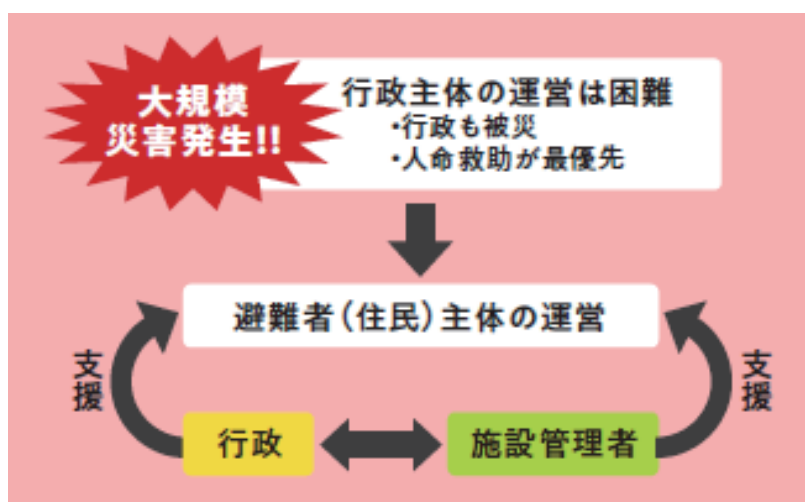 大規模
災害発生!!
行政主体の運営は困難
・行政も被災
・人命救助が最優先
避難者(住民)主体の運営
支援
支援
行政
施設管理者